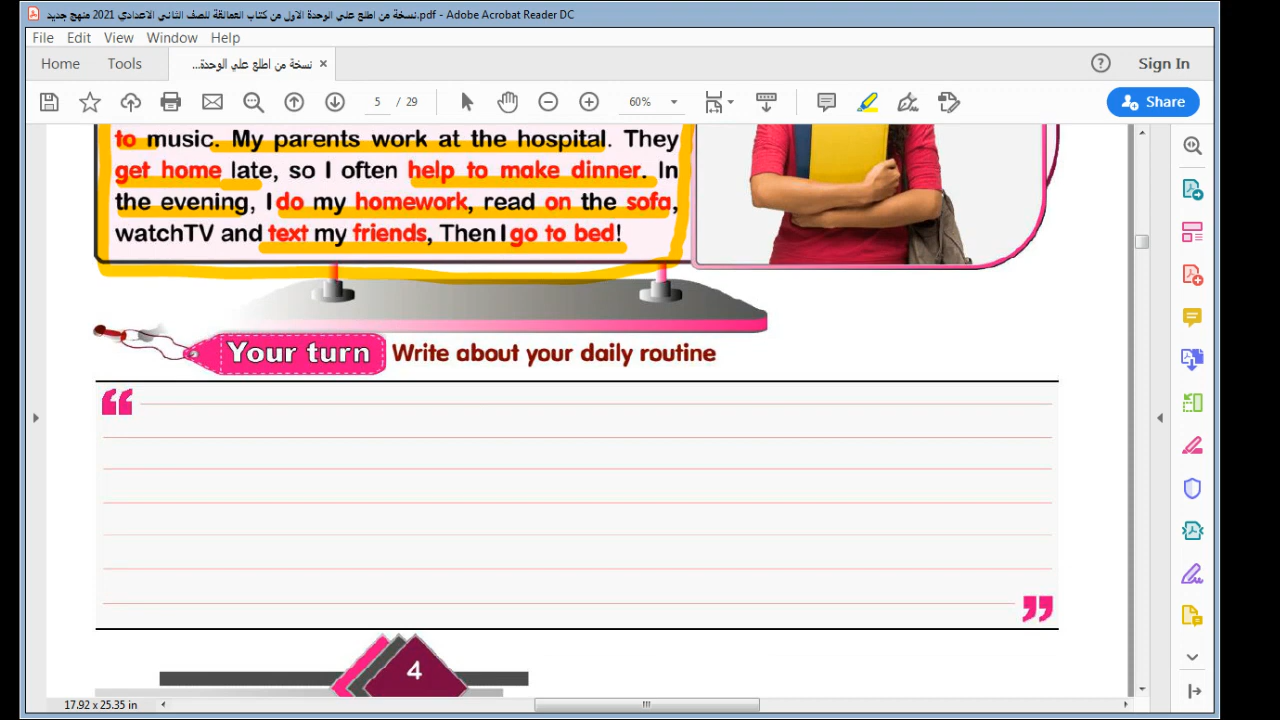 نسخة من اطلع علي الوحدة الاول من كتاب العمالقة للصف الثاني الاعدادي 2021 منهج جديد.pdf - Adobe Acrobat Reader DC
File Edit View Window Help
Home Tools نسخة من اطلع علي الوحدة... × Sign In
5 / 29 60% Share
to music. My parents work at the hospital. They
get home late, so I often help to make dinner. In
the evening, I do my homework, read on the sofa,
watchTV and text my friends, Then I go to bed!
Your turn Write about your daily routine
4
17.92 x 25.35 in